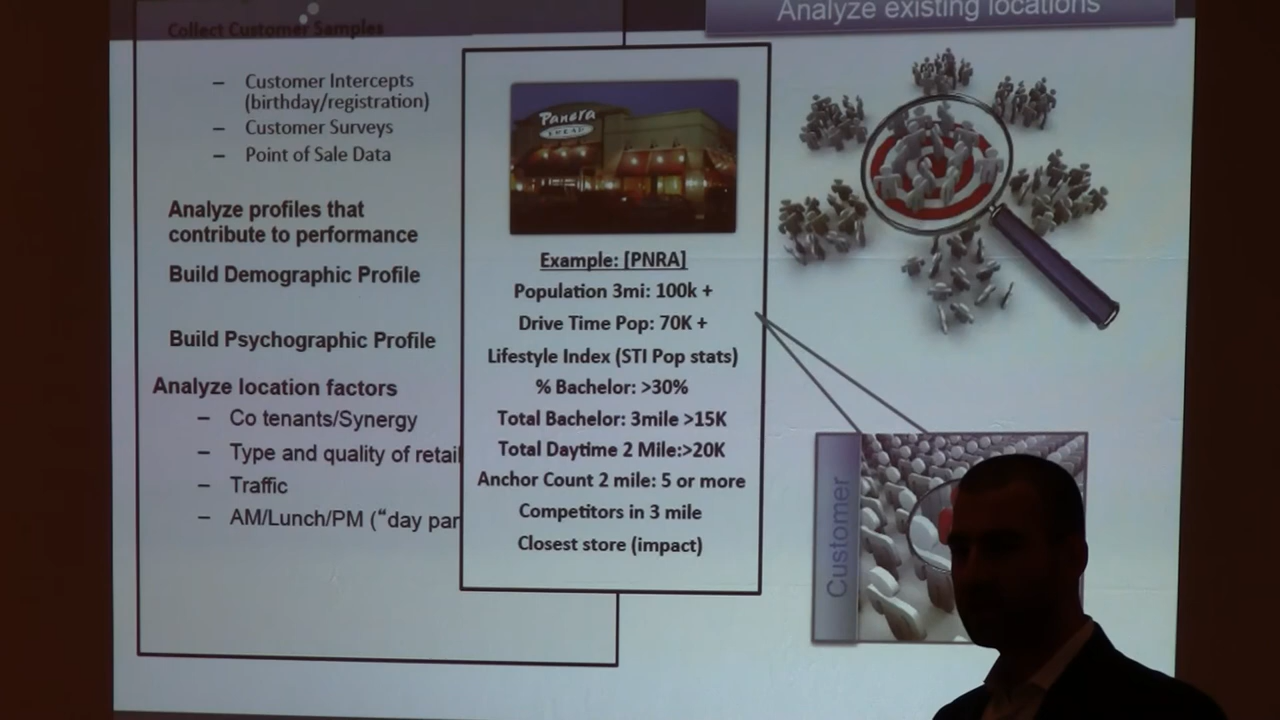 Analyze existing locations
Collect Customer Samples
– Customer Intercepts
(birthday/registration)
– Customer Surveys
– Point of Sale Data
Analyze profiles that
contribute to performance
Build Demographic Profile
Build Psychographic Profile
Analyze location factors
– Co tenants/Synergy
– Type and quality of retail
– Traffic
– AM/Lunch/PM (“day par
Panera
BREAD
Example: [PNRA]
Population 3mi: 100k +
Drive Time Pop: 70K +
Lifestyle Index (STI Pop stats)
% Bachelor: >30%
Total Bachelor: 3mile >15K
Total Daytime 2 Mile:>20K
Anchor Count 2 mile: 5 or more
Competitors in 3 mile
Closest store (impact)
Customer